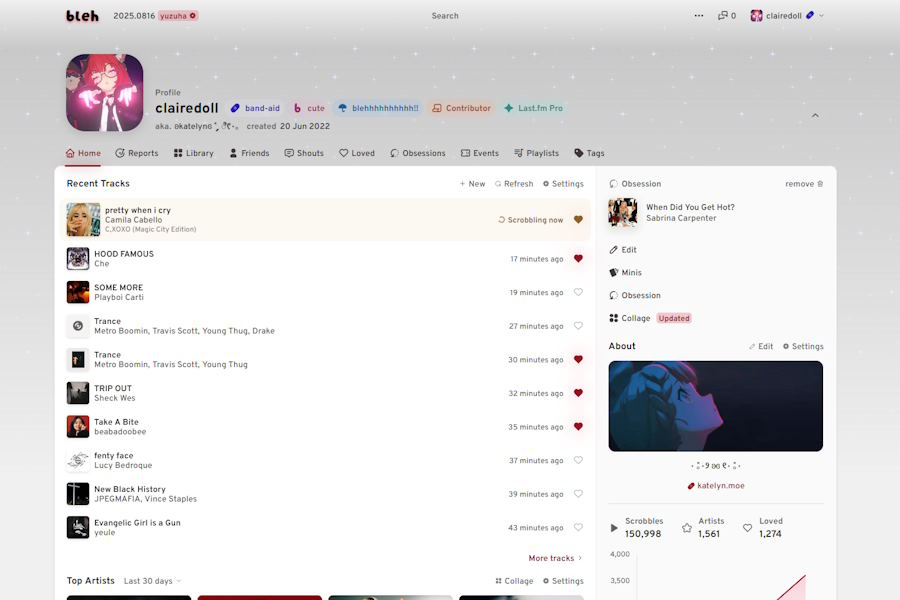 bleh
2025.0816 yuzuha
Search
0
clairedoll
Profile
clairedoll
band-aid
cute
blehhhhhhhhh!!
Contributor
Last.fm Pro
created 20 Jun 2022
Home
Reports
Library
Friends
Shouts
Loved
Obsessions
Events
Playlists
Tags
Recent Tracks
+ New
Refresh
Settings
pretty when i cry
Camila Cabello
C,XOXO (Magic City Edition)
Scrobbling now
HOOD FAMOUS
Che
17 minutes ago
SOME MORE
Playboi Carti
19 minutes ago
Trance
Metro Boomin, Travis Scott, Young Thug, Drake
27 minutes ago
Trance
Metro Boomin, Travis Scott, Young Thug
30 minutes ago
TRIP OUT
Sheck Wes
32 minutes ago
Take A Bite
beabadoobee
35 minutes ago
fenty face
Lucy Bedroque
37 minutes ago
New Black History
JPEGMAFIA, Vince Staples
39 minutes ago
Evangelic Girl is a Gun
yeule
43 minutes ago
More tracks
Top Artists
Last 30 days
Collage
Settings
Obsession
remove
When Did You Get Hot?
Sabrina Carpenter
Edit
Minis
Obsession
Collage Updated
About
Edit
Settings
katelyn.moe
Scrobbles
150,998
Artists
1,561
Loved
1,274
4,000
3,500